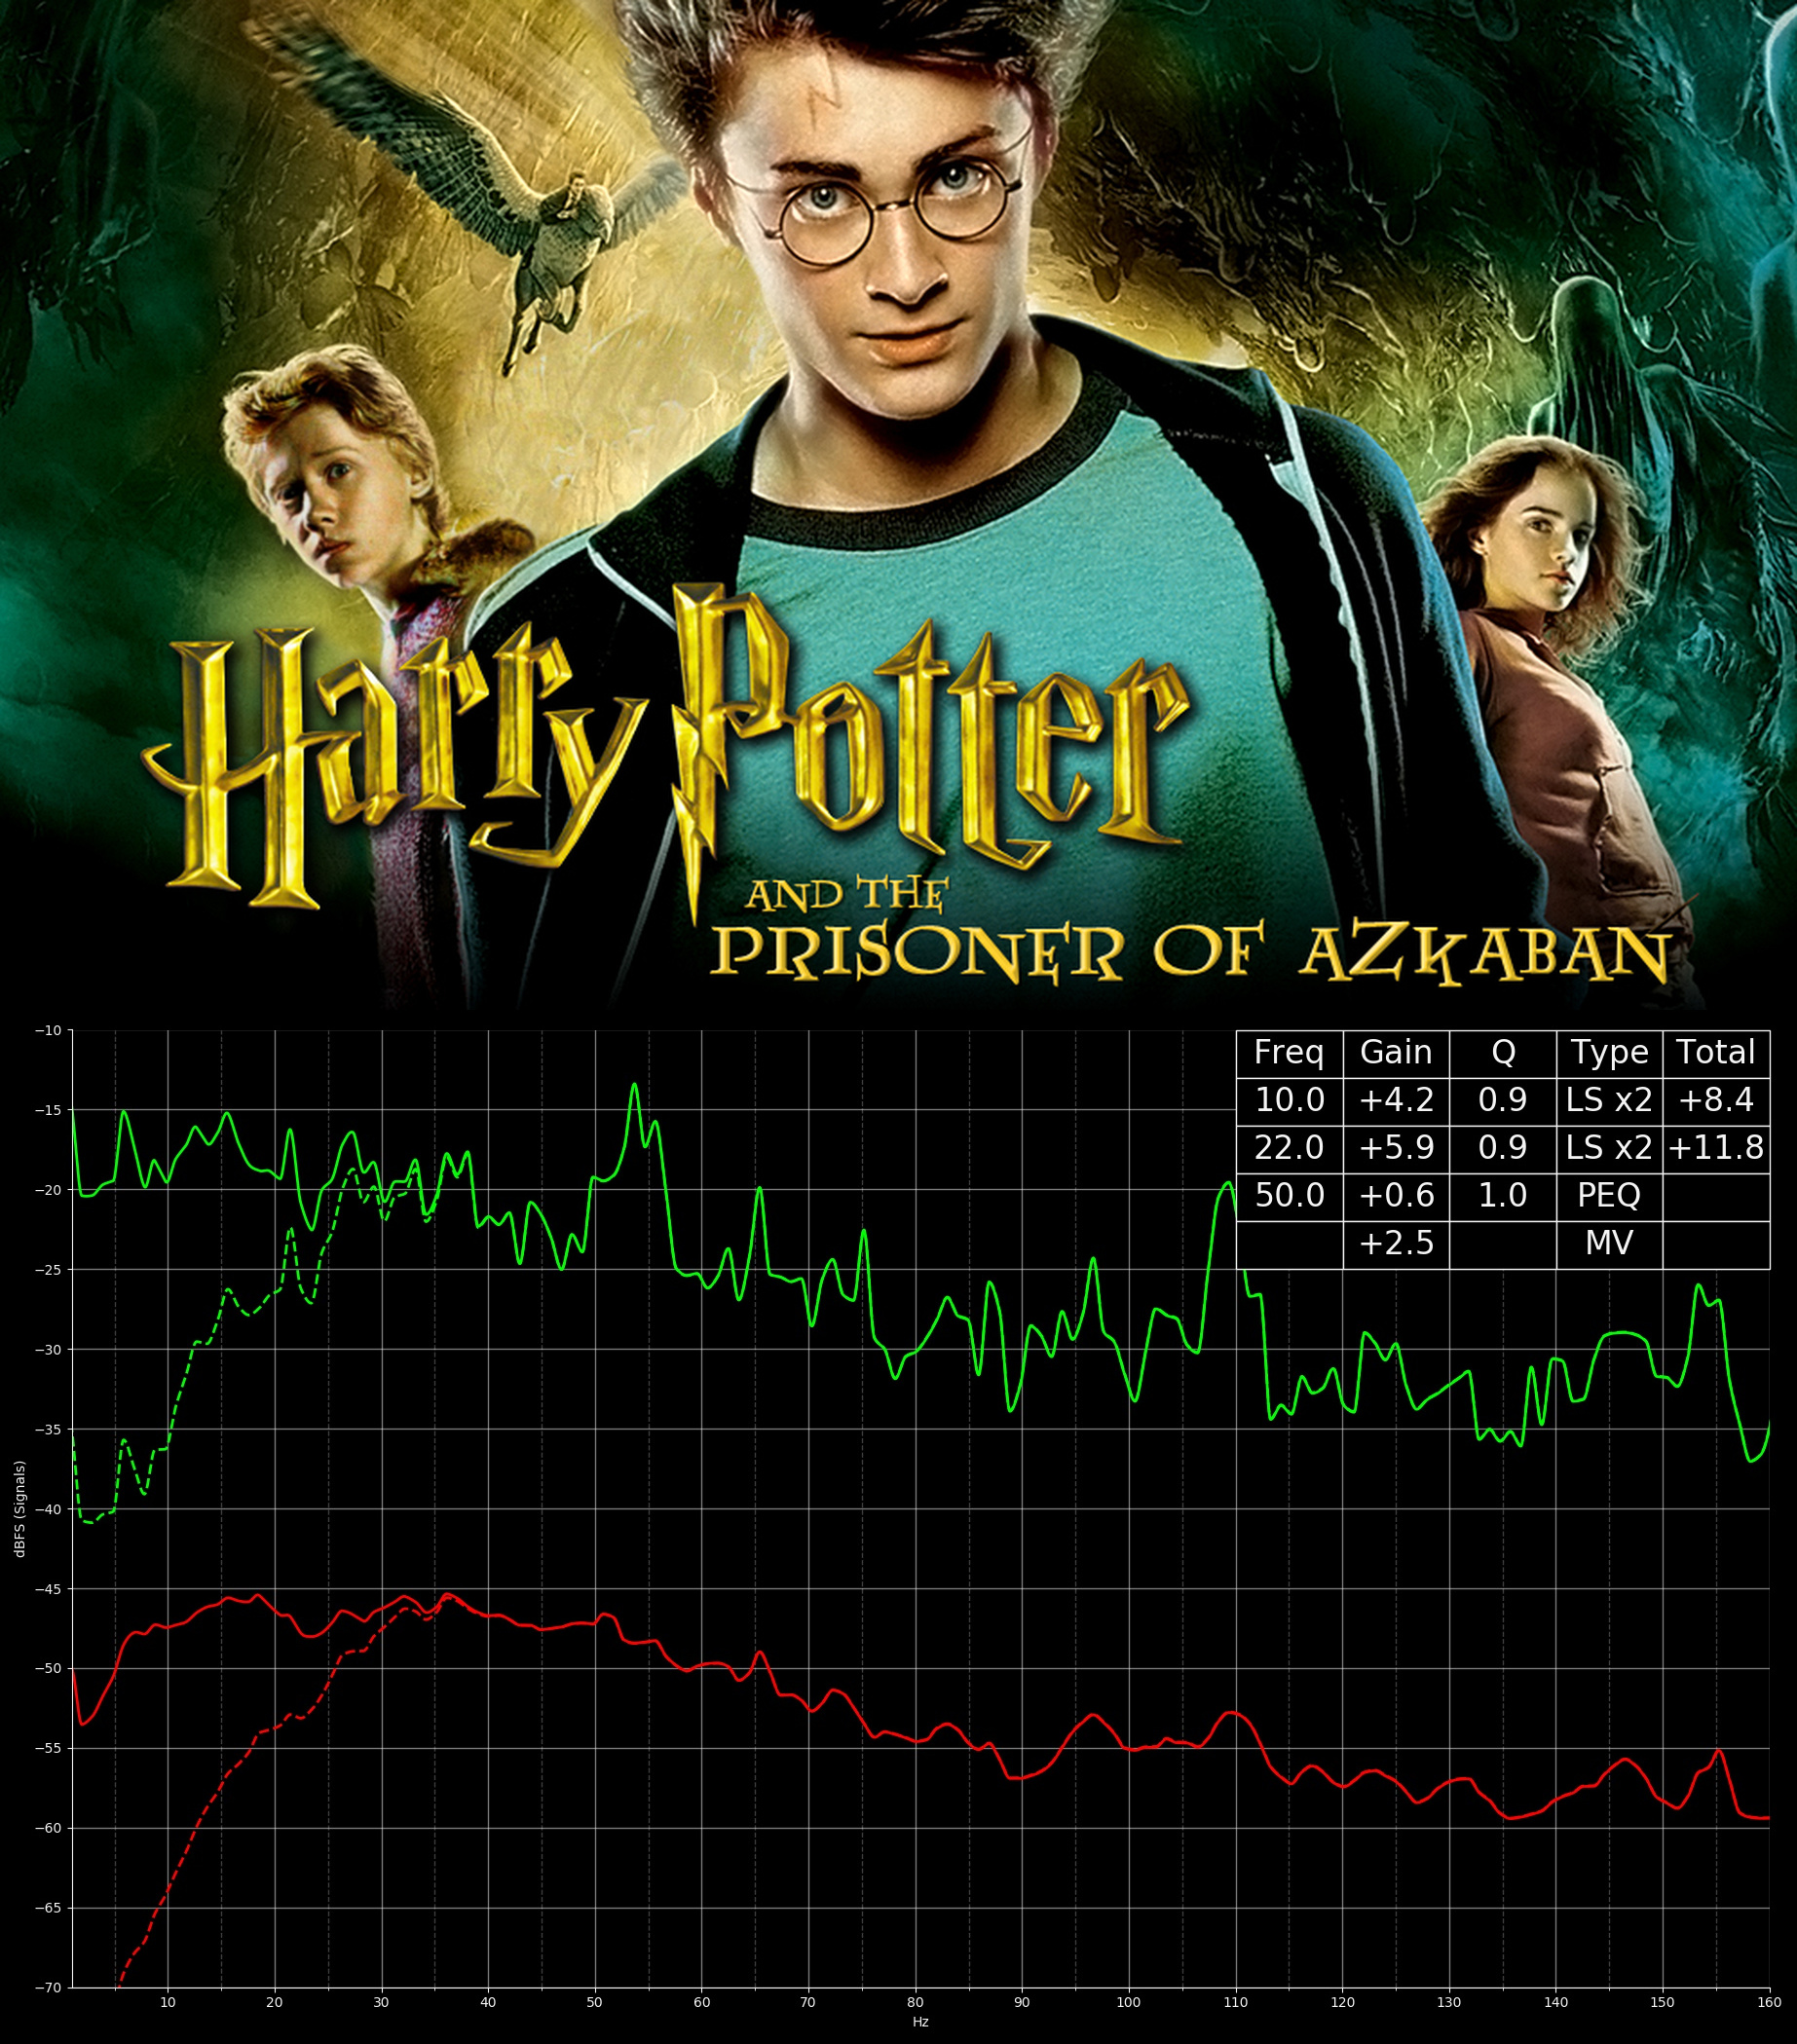 Harry Potter
AND THE
PRISONER OF AZKABAN
Freq Gain Q Type Total
10.0 +4.2 0.9 LS x2 +8.4
22.0 +5.9 0.9 LS x2 +11.8
50.0 +0.6 1.0 PEQ
+2.5 MV
−10
−15
−20
−25
−30
−35
−40
−45
−50
−55
−60
−65
−70
dBFS (Signals)
10 20 30 40 50 60 70 80 90 100 110 120 130 140 150 160
Hz